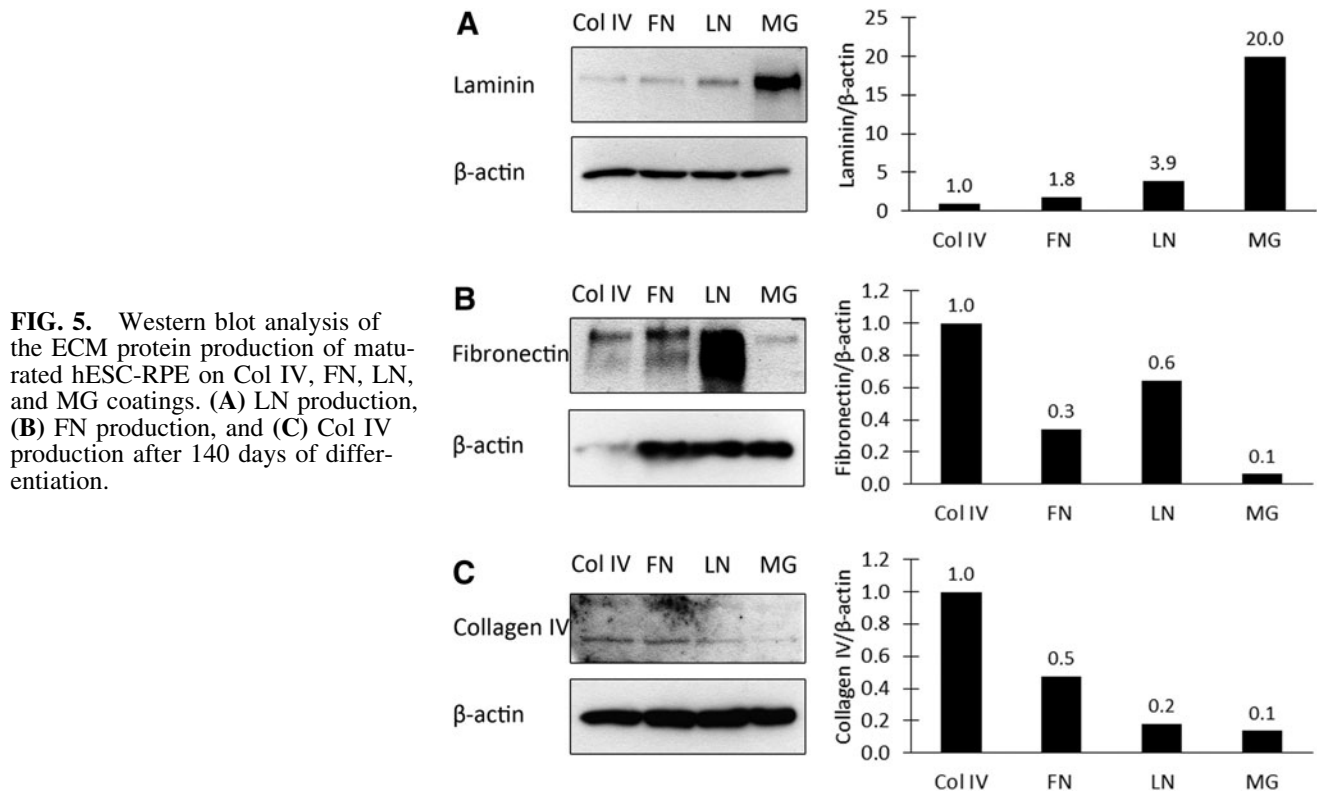 FIG. 5. Western blot analysis of
the ECM protein production of matu-
rated hESC-RPE on Col IV, FN, LN,
and MG coatings. (A) LN production,
(B) FN production, and (C) Col IV
production after 140 days of differ-
entiation.
A
Col IV FN LN MG
Laminin
β-actin
Laminin/β-actin
25
20
15
10
5
0
1.0
1.8
3.9
20.0
Col IV FN LN MG
B
Col IV FN LN MG
Fibronectin
β-actin
Fibronectin/β-actin
1.2
1.0
0.8
0.6
0.4
0.2
0.0
1.0
0.3
0.6
0.1
Col IV FN LN MG
C
Col IV FN LN MG
Collagen IV
β-actin
Collagen IV/β-actin
1.2
1.0
0.8
0.6
0.4
0.2
0.0
1.0
0.5
0.2
0.1
Col IV FN LN MG